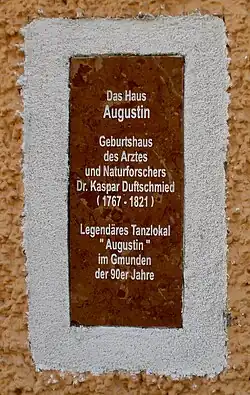 Das Haus
Augustin
Geburtshaus
des Arztes
und Naturforschers
Dr. Kaspar Duftschmied
( 1767 - 1821 )
Legendäres Tanzlokal
" Augustin "
im Gmunden
der 90er Jahre